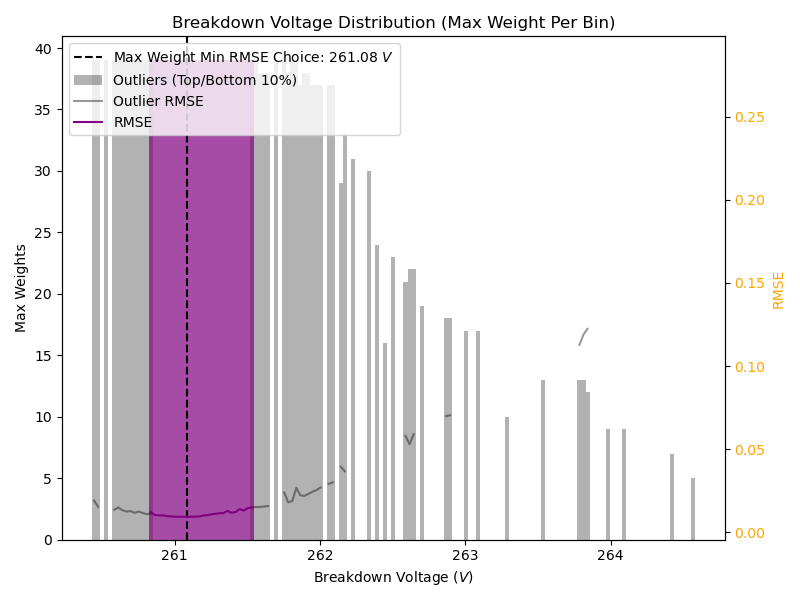 Breakdown Voltage Distribution (Max Weight Per Bin)
Max Weight Min RMSE Choice: 261.08 V
Outliers (Top/Bottom 10%)
Outlier RMSE
RMSE
Max Weights
40
35
30
25
20
15
10
5
0
261
262
263
264
Breakdown Voltage (V)
0.25
0.20
0.15
0.10
0.05
0.00
RMSE